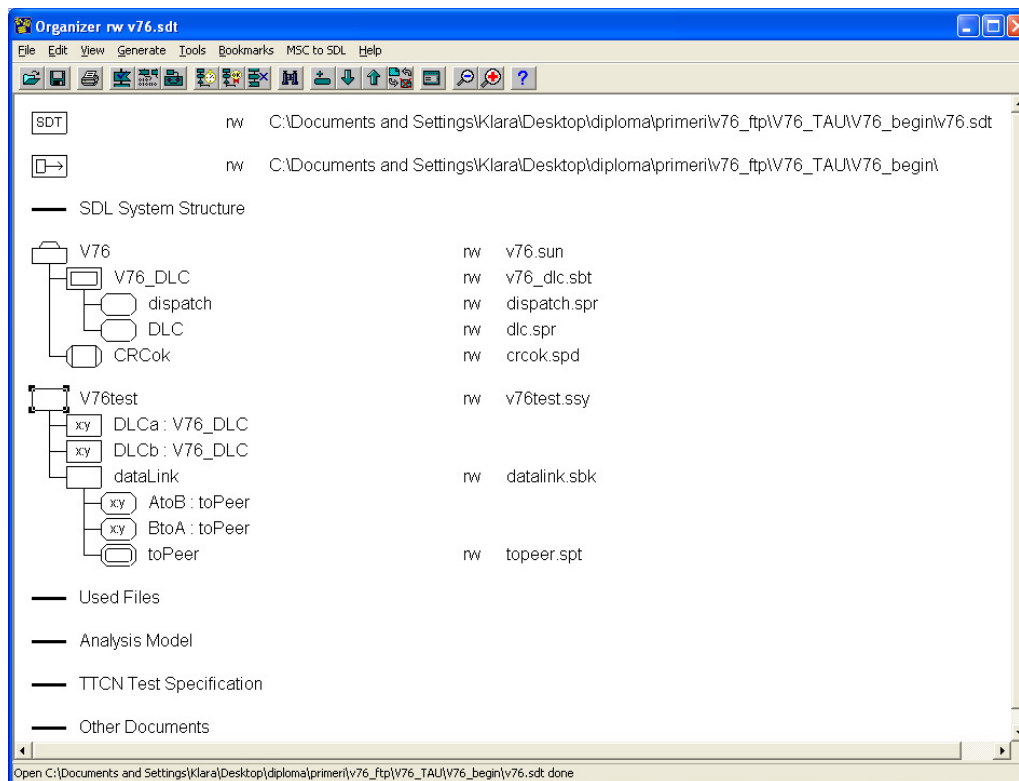 Organizer rw v76.sdt
File Edit View Generate Tools Bookmarks MSC to SDL Help
?
SDT rw C:\Documents and Settings\Klara\Desktop\diploma\primeri\v76_ftp\V76_TAU\V76_begin\v76.sdt
rw C:\Documents and Settings\Klara\Desktop\diploma\primeri\v76_ftp\V76_TAU\V76_begin\
SDL System Structure
V76 rw v76.sun
V76_DLC rw v76_dlc.sbt
dispatch rw dispatch.spr
DLC rw dlc.spr
CRCok rw crcok.spd
V76test rw v76test.ssy
x:y DLCa : V76_DLC
x:y DLCb : V76_DLC
dataLink rw datalink.sbk
x:y AtoB : toPeer
x:y BtoA : toPeer
toPeer rw topeer.spt
Used Files
Analysis Model
TTCN Test Specification
Other Documents
Open C:\Documents and Settings\Klara\Desktop\diploma\primeri\v76_ftp\V76_TAU\V76_begin\v76.sdt done